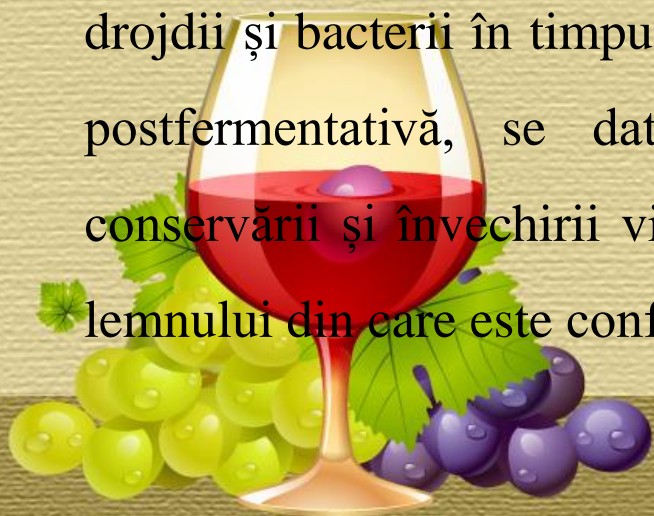 drojdii și bacterii în timpu
postfermentativă, se dat
conservării și învechirii vi
lemnului din care este conf